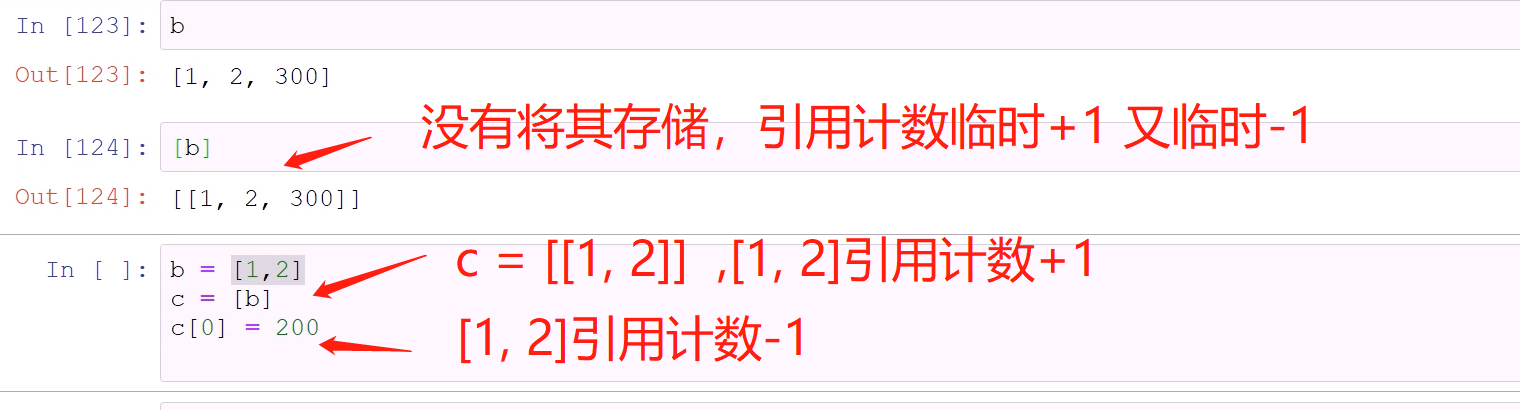 In [123]: b
Out[123]: [1, 2, 300]
没有将其存储，引用计数临时+1 又临时-1
In [124]: [b]
Out[124]: [[1, 2, 300]]
c = [[1, 2]] ,[1, 2]引用计数+1
In [ ]: b = [1,2]
c = [b]
c[0] = 200
[1, 2]引用计数-1